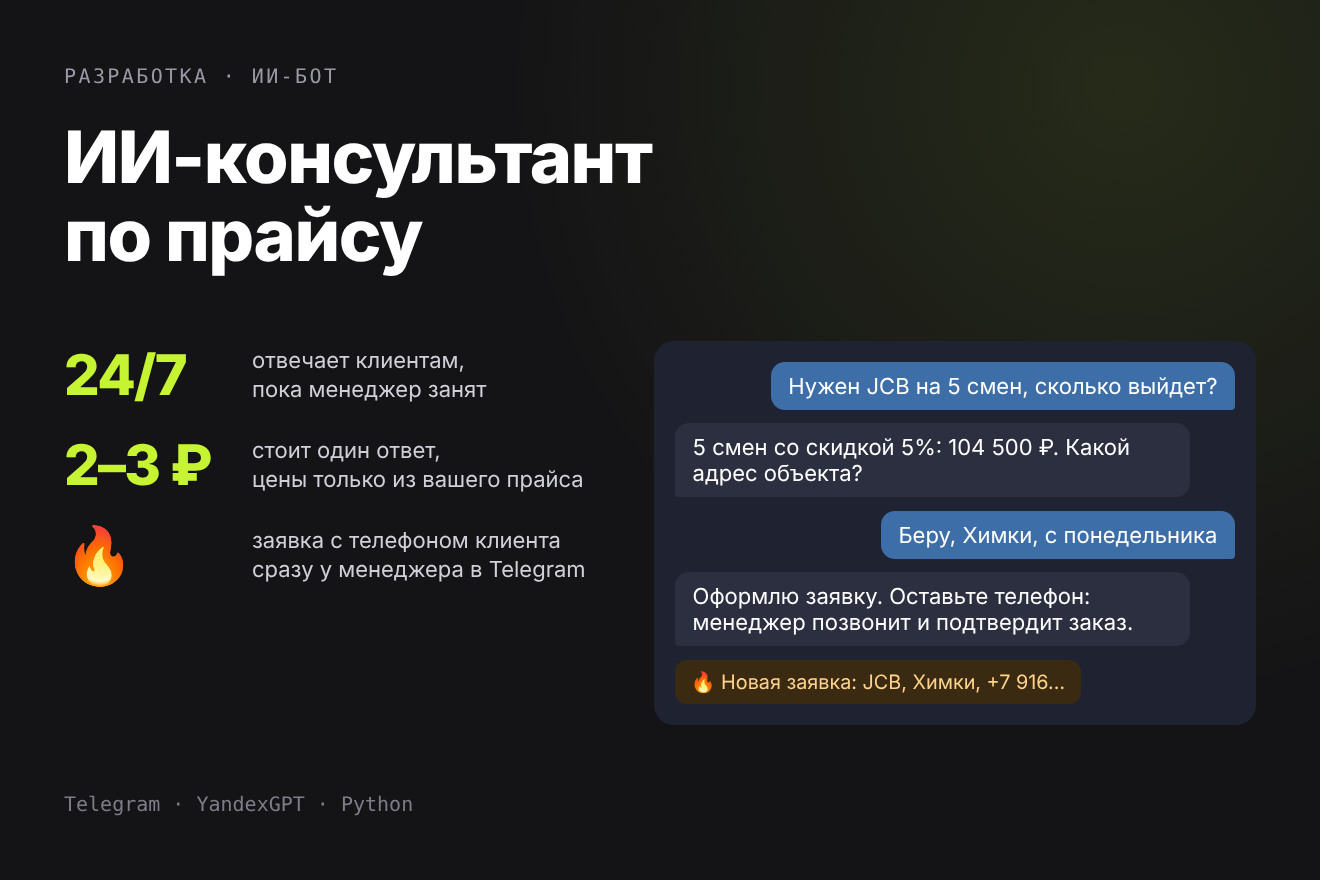 РАЗРАБОТКА · ИИ-БОТ
ИИ-консультант
по прайсу
24/7
отвечает клиентам,
пока менеджер занят
2–3 ₽
стоит один ответ,
цены только из вашего прайса
🔥
заявка с телефоном клиента
сразу у менеджера в Telegram
Нужен JCB на 5 смен, сколько выйдет?
5 смен со скидкой 5%: 104 500 ₽. Какой
адрес объекта?
Беру, Химки, с понедельника
Оформлю заявку. Оставьте телефон:
менеджер позвонит и подтвердит заказ.
🔥 Новая заявка: JCB, Химки, +7 916…
Telegram · YandexGPT · Python